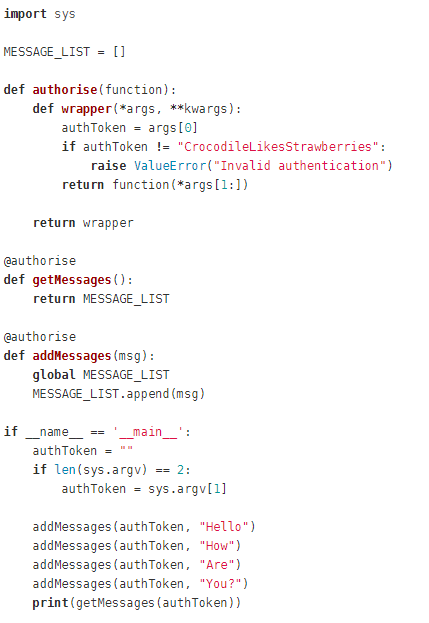 import sys

MESSAGE_LIST = []

def authorise(function):
    def wrapper(*args, **kwargs):
        authToken = args[0]
        if authToken != "CrocodileLikesStrawberries":
            raise ValueError("Invalid authentication")
        return function(*args[1:])

    return wrapper

@authorise
def getMessages():
    return MESSAGE_LIST

@authorise
def addMessages(msg):
    global MESSAGE_LIST
    MESSAGE_LIST.append(msg)

if __name__ == '__main__':
    authToken = ""
    if len(sys.argv) == 2:
        authToken = sys.argv[1]

    addMessages(authToken, "Hello")
    addMessages(authToken, "How")
    addMessages(authToken, "Are")
    addMessages(authToken, "You?")
    print(getMessages(authToken))